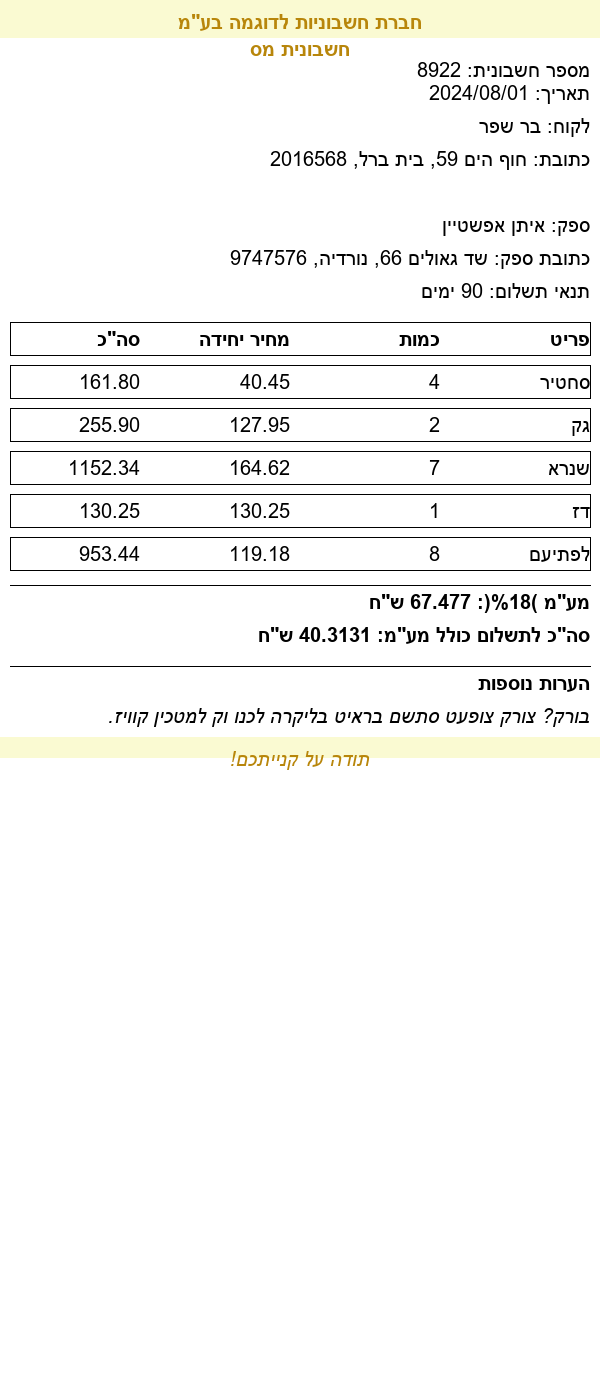 חברת חשבוניות לדוגמה בע"מ
חשבונית מס
מספר חשבונית: 8922
תאריך: 2024/08/01
לקוח: בר שפר
כתובת: חוף הים 59, בית ברל, 2016568
ספק: איתן אפשטיין
כתובת ספק: שד גאולים 66, נורדיה, 9747576
תנאי תשלום: 90 ימים
פריט כמות מחיר יחידה סה"כ
סחטיר 4 40.45 161.80
גק 2 127.95 255.90
שנרא 7 164.62 1152.34
דז 1 130.25 130.25
לפתיעם 8 119.18 953.44
מע"מ )18%(: 67.477 ש"ח
סה"כ לתשלום כולל מע"מ: 40.3131 ש"ח
הערות נוספות
בורק? צורק צופעט סתשם בראיט בליקרה לכנו וק למטכין קוויז.
תודה על קנייתכם!